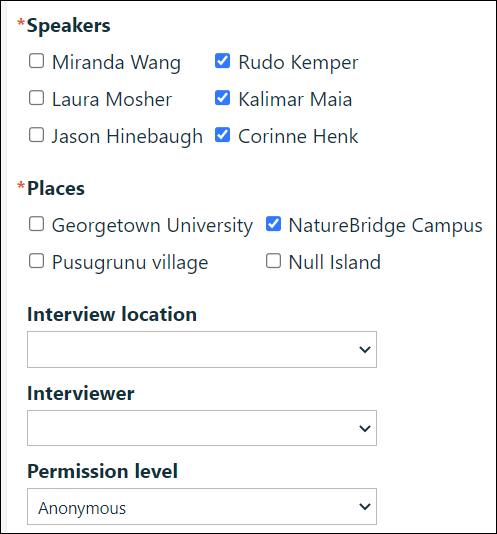 *Speakers
Miranda Wang Rudo Kemper
Laura Mosher Kalimar Maia
Jason Hinebaugh Corinne Henk
*Places
Georgetown University NatureBridge Campus
Pusugrunu village Null Island
Interview location
Interviewer
Permission level
Anonymous